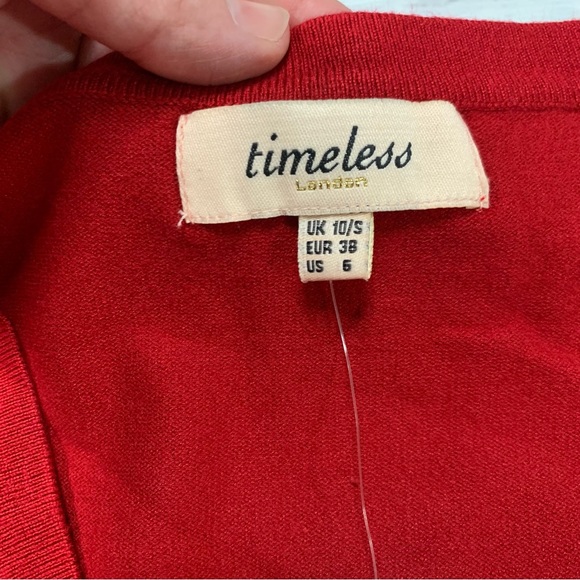 timeless
LONDON
UK 10/S
EUR 38
US 6